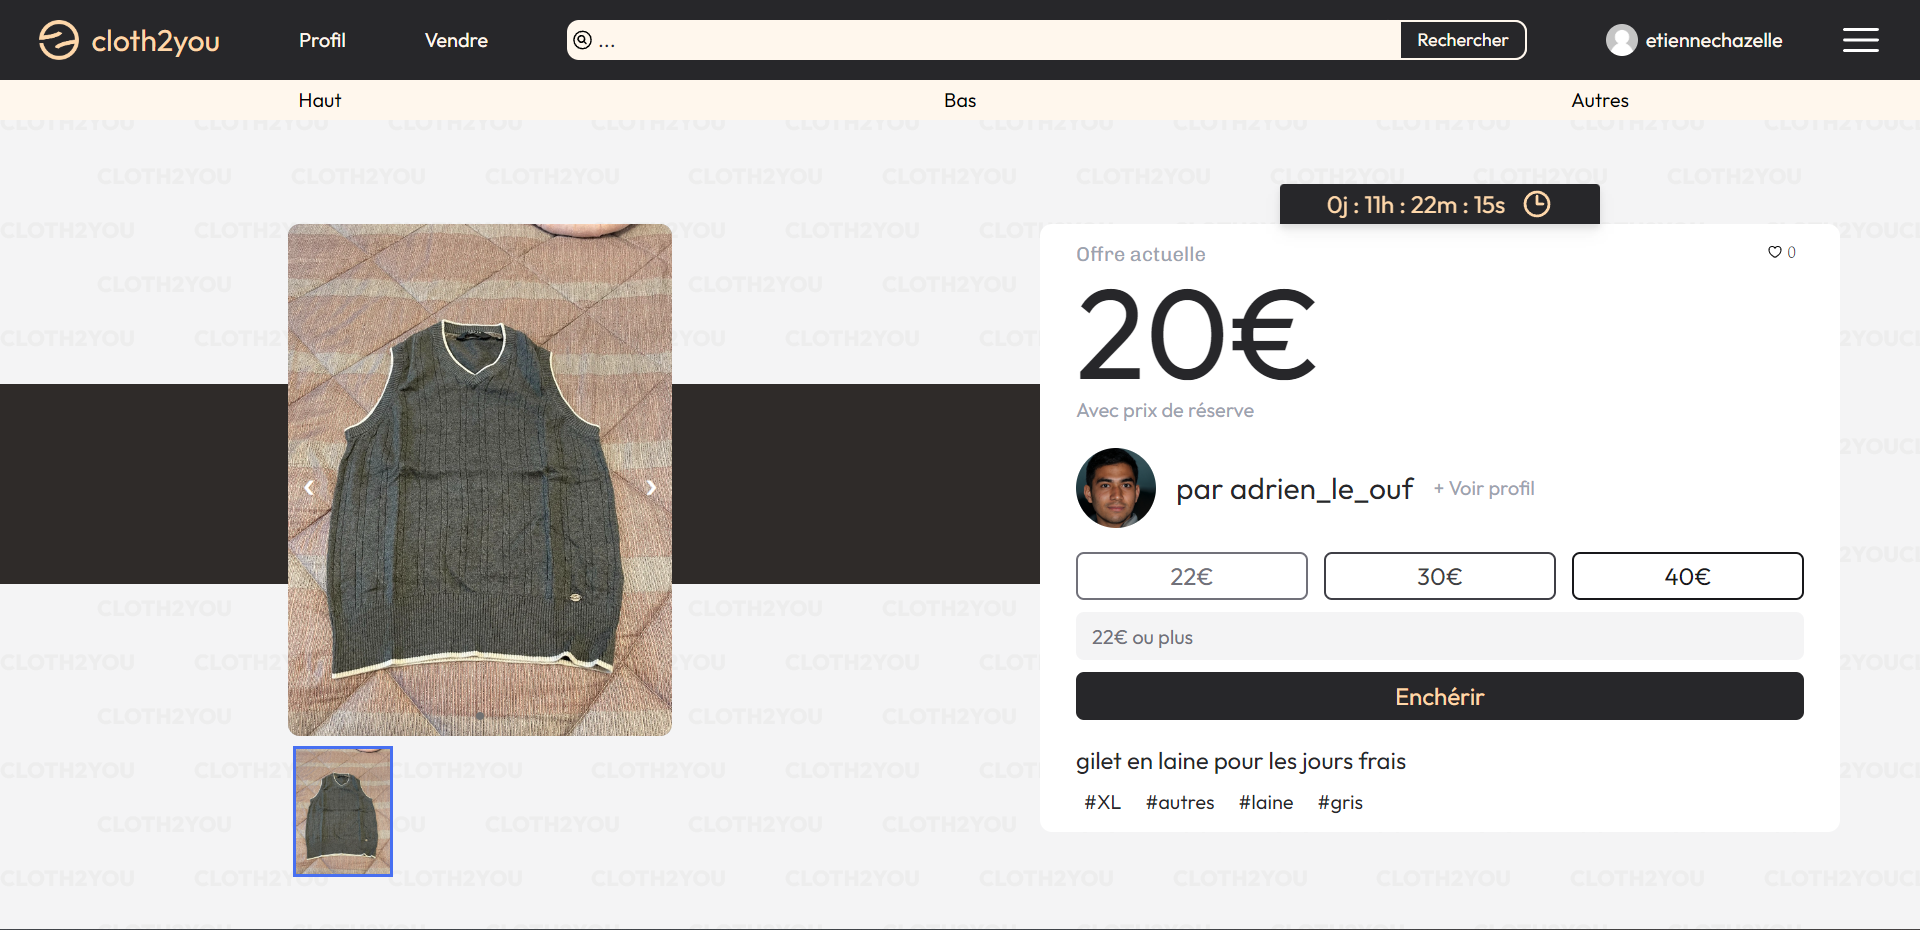 cloth2you
Profil
Vendre
...
Rechercher
etiennechazelle
Haut
Bas
Autres
0j : 11h : 22m : 15s
Offre actuelle
0
20€
Avec prix de réserve
par adrien_le_ouf
+ Voir profil
22€
30€
40€
22€ ou plus
Enchérir
gilet en laine pour les jours frais
#XL #autres #laine #gris
CLOTH2YOU